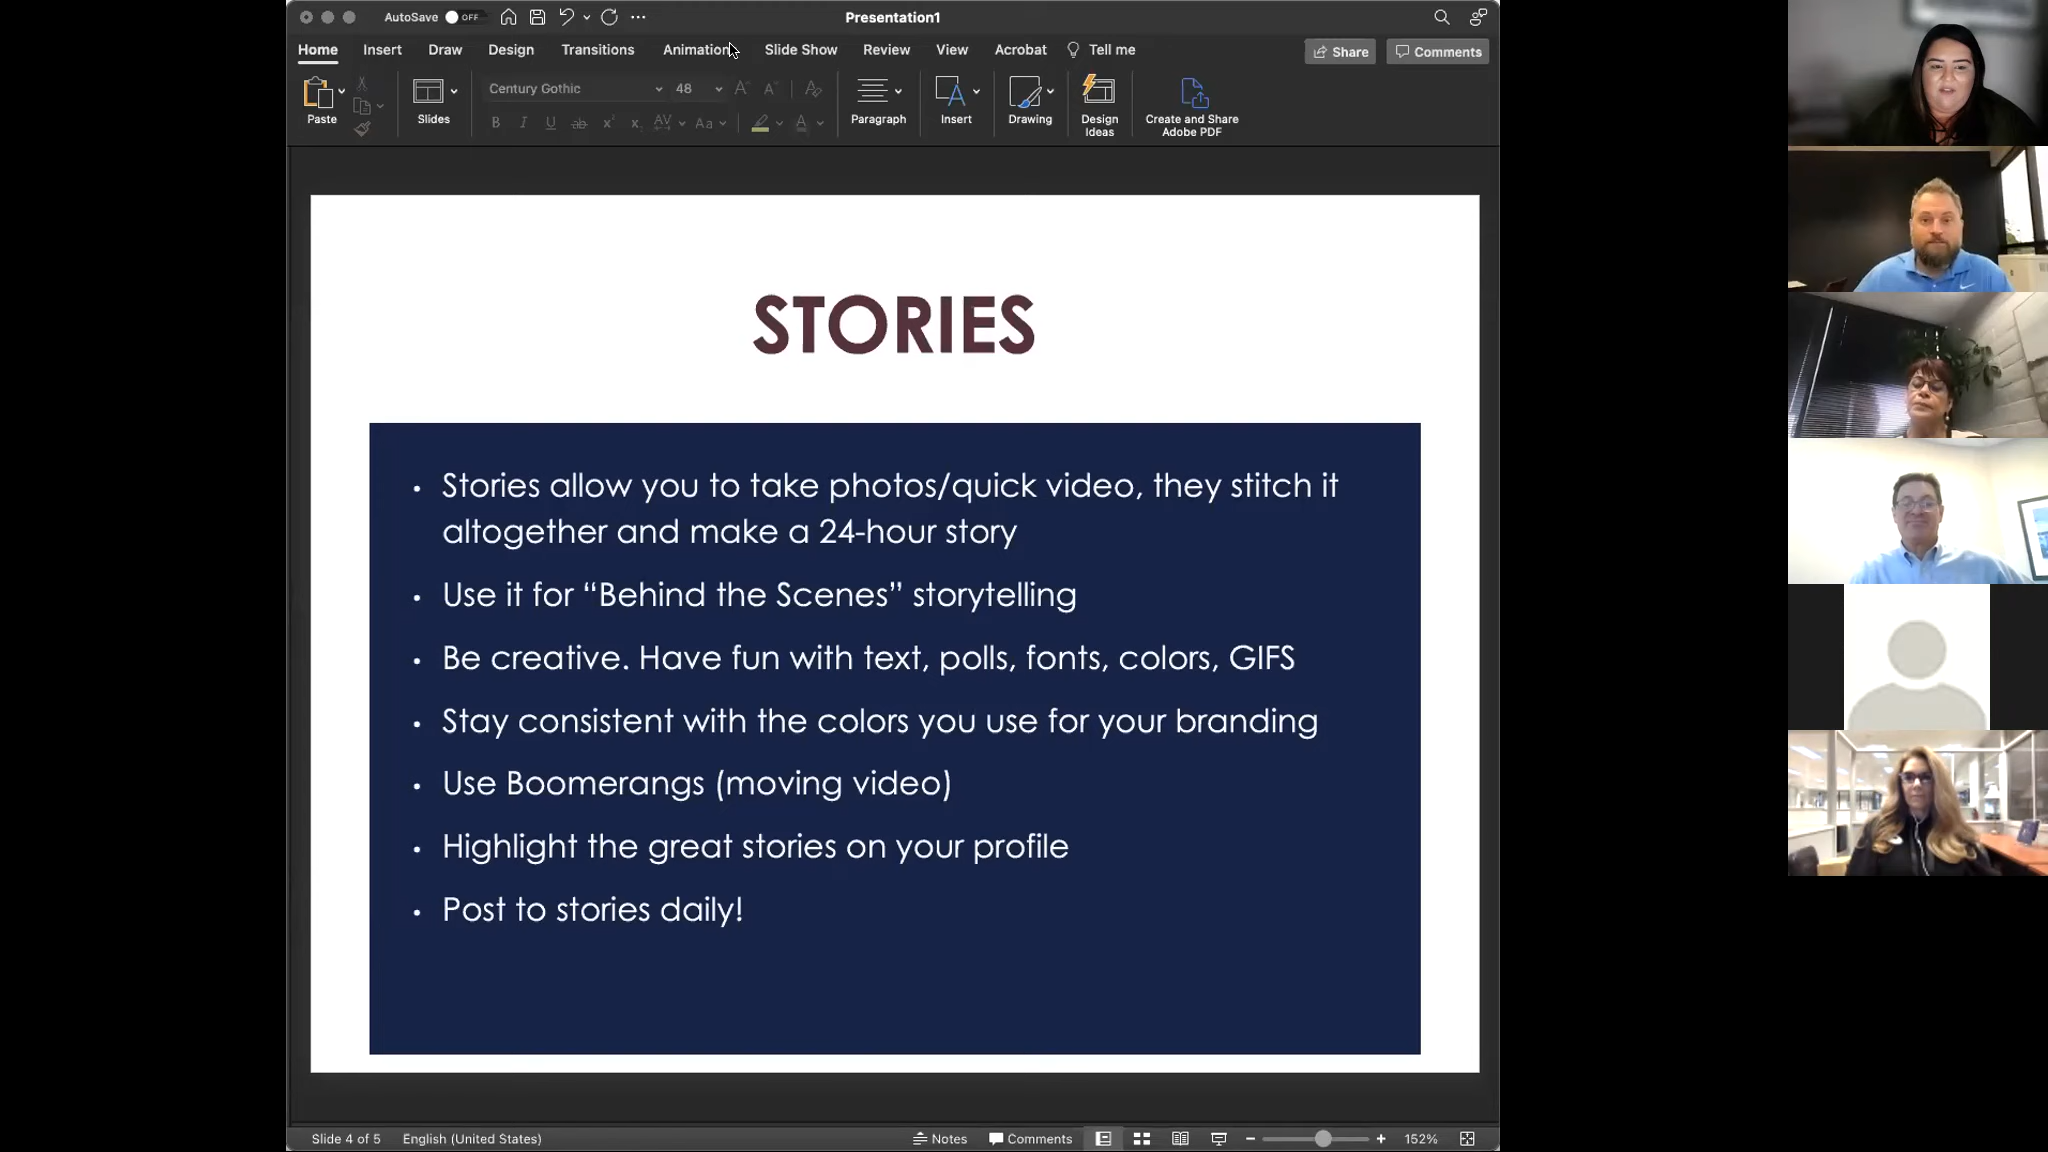 AutoSave OFF
Presentation1
Home Insert Draw Design Transitions Animations Slide Show Review View Acrobat Tell me
Share Comments
Century Gothic 48
Paste Slides Paragraph Insert Drawing Design Ideas Create and Share Adobe PDF
STORIES
• Stories allow you to take photos/quick video, they stitch it
altogether and make a 24-hour story
• Use it for “Behind the Scenes” storytelling
• Be creative. Have fun with text, polls, fonts, colors, GIFS
• Stay consistent with the colors you use for your branding
• Use Boomerangs (moving video)
• Highlight the great stories on your profile
• Post to stories daily!
Slide 4 of 5 English (United States) Notes Comments 152%